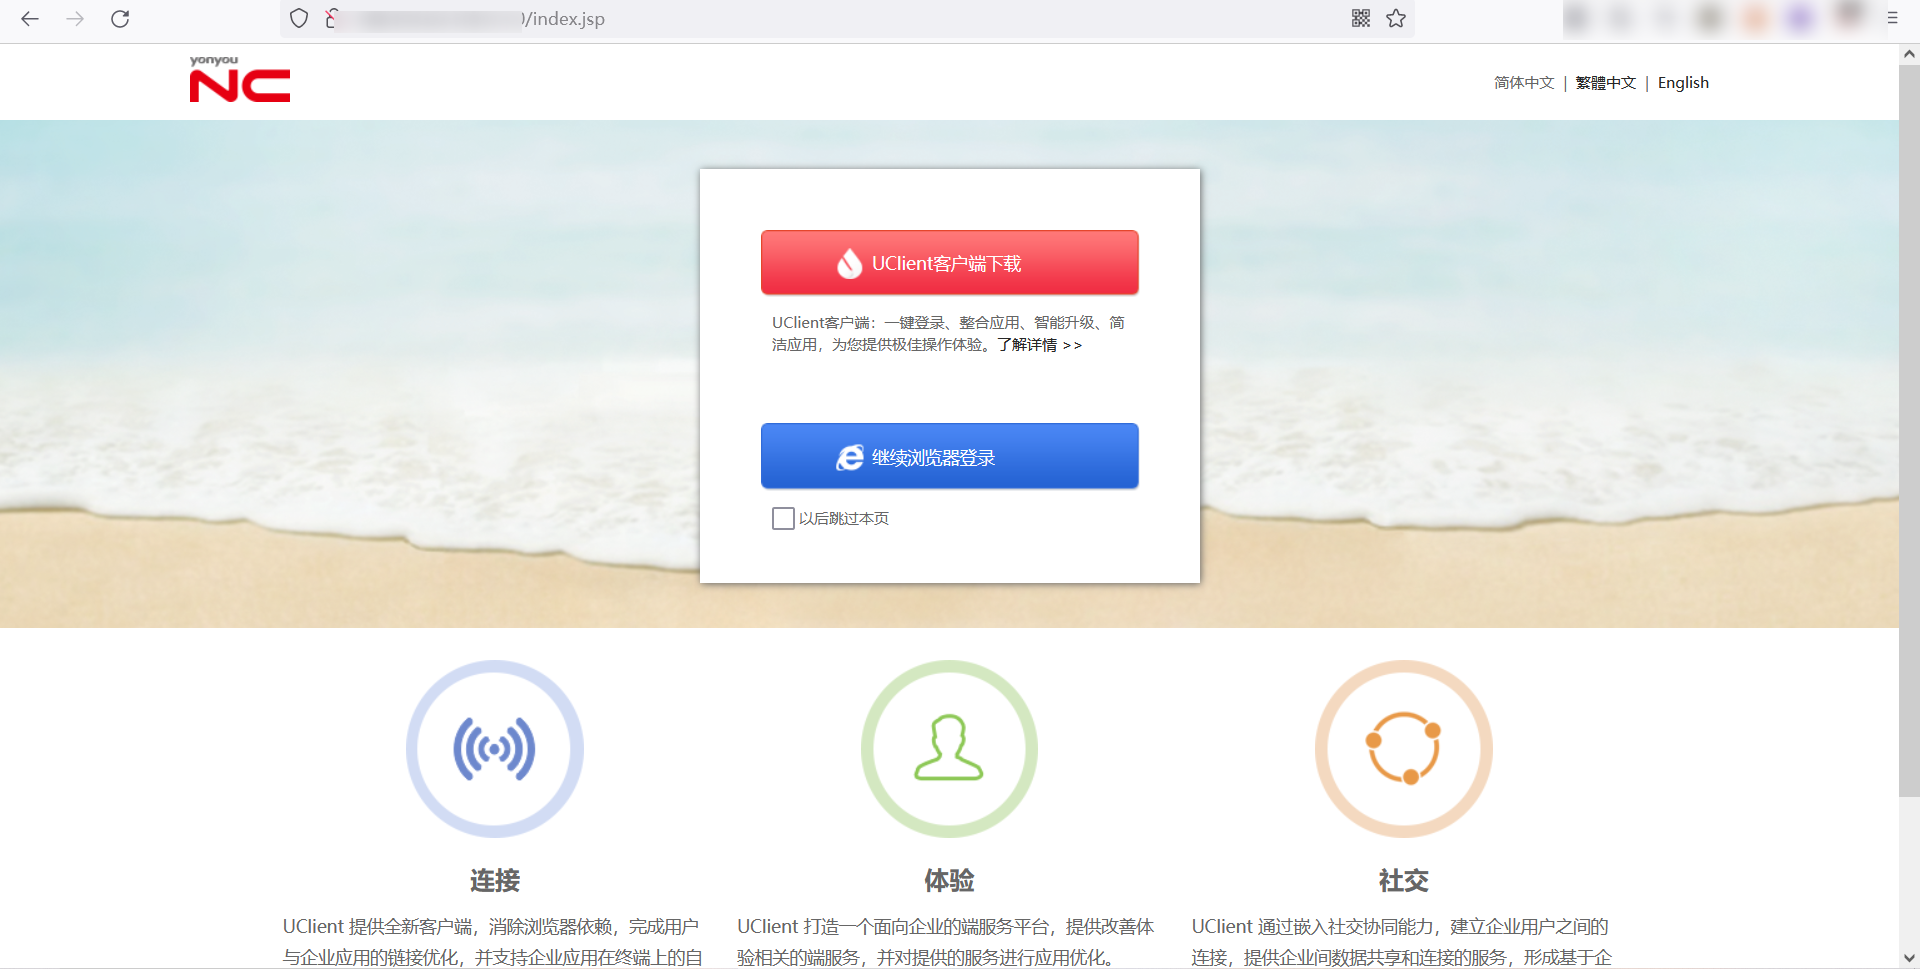 /index.jsp
yonyou
NC
简体中文 | 繁體中文 | English
UClient客户端下载
UClient客户端：一键登录、整合应用、智能升级、简
洁应用，为您提供极佳操作体验。了解详情 >>
继续浏览器登录
以后跳过本页
连接
UClient 提供全新客户端，消除浏览器依赖，完成用户
与企业应用的链接优化，并支持企业应用在终端上的自
体验
UClient 打造一个面向企业的端服务平台，提供改善体
验相关的端服务，并对提供的服务进行应用优化。
社交
UClient 通过嵌入社交协同能力，建立企业用户之间的
连接，提供企业间数据共享和连接的服务，形成基于企